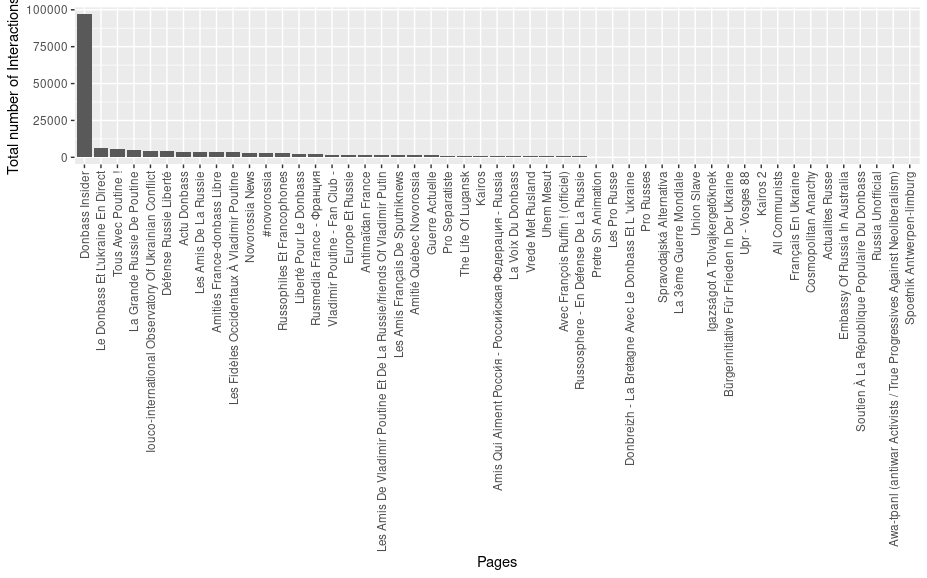 Total number of Interactions
100000
75000
50000
25000
0
Donbass Insider
Le Donbass Et L'ukraine En Direct
Tous Avec Poutine !
La Grande Russie De Poutine
Iouco-international Observatory Of Ukrainian Conflict
Défense Russie Liberté
Actu Donbass
Les Amis De La Russie
Amitiés France-donbass Libre
Les Fidèles Occidentaux À Vladimir Poutine
Novorossia News
#novorossia
Russophiles Et Francophones
Liberté Pour Le Donbass
Rusmedia France - Франция
Vladimir Poutine - Fan Club -
Europe Et Russie
Antimaïdan France
Les Amis De Vladimir Poutine Et De La Russie/friends Of Vladimir Putin
Les Amis Français De Sputniknews
Amitié Québec Novorossia
Guerre Actuelle
Pro Separatiste
The Life Of Lugansk
Kairos
Amis Qui Aiment Россия - Российская Федерация - Russia
La Voix Du Donbass
Vrede Met Rusland
Unem Mesut
Avec François Ruffin ! (officiel)
Russosphere - En Défense De La Russie
Pretre Sn Animation
Les Pro Russe
Donbreizh - La Bretagne Avec Le Donbass Et L 'ukraine
Pro Russes
Spravodajská Alternatíva
La 3ème Guerre Mondiale
Union Slave
Igazságot A Tolvajkergetőknek
Bürgerinitiative Für Frieden In Der Ukraine
Upr - Vosges 88
Kairos 2
All Communists
Français En Ukraine
Cosmopolitan Anarchy
Actualites Russe
Embassy Of Russia In Australia
Soutien À La République Populaire Du Donbass
Russia Unofficial
Awa-tpanl (antiwar Activists / True Progressives Against Neoliberalism)
Spoetnik Antwerpen-limburg
Pages